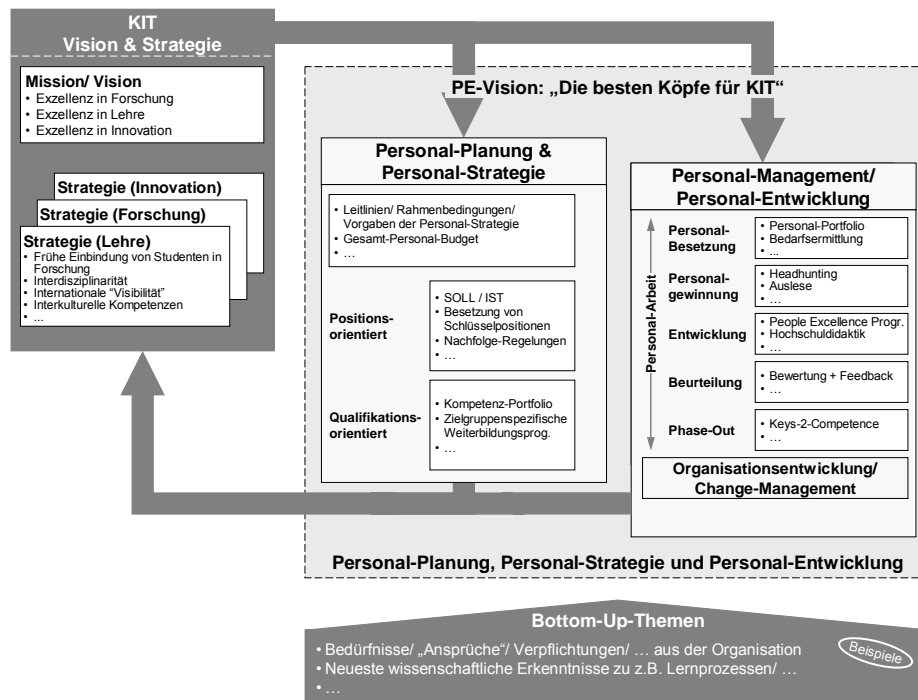 KIT
Vision & Strategie
Mission/ Vision
• Exzellenz in Forschung
• Exzellenz in Lehre
• Exzellenz in Innovation
Strategie (Innovation)
Strategie (Forschung)
Strategie (Lehre)
• Frühe Einbindung von Studenten in
Forschung
• Interdisziplinarität
• Internationale “Visibilität”
• Interkulturelle Kompetenzen
• ...
PE-Vision: „Die besten Köpfe für KIT“
Personal-Planung &
Personal-Strategie
• Leitlinien/ Rahmenbedingungen/
Vorgaben der Personal-Strategie
• Gesamt-Personal-Budget
• …
Positions-
orientiert
• SOLL / IST
• Besetzung von
Schlüsselpositionen
• Nachfolge-Regelungen
• …
Qualifikations-
orientiert
• Kompetenz-Portfolio
• Zielgruppenspezifische
Weiterbildungsprog.
• …
Personal-Management/
Personal-Entwicklung
Personal-Arbeit
Personal-
Besetzung
• Personal-Portfolio
• Bedarfsermittlung
• ...
Personal-
gewinnung
• Headhunting
• Auslese
• …
Entwicklung
• People Excellence Progr.
• Hochschuldidaktik
• …
Beurteilung
• Bewertung + Feedback
• …
Phase-Out
• Keys-2-Competence
• …
Organisationsentwicklung/
Change-Management
Personal-Planung, Personal-Strategie und Personal-Entwicklung
Bottom-Up-Themen
• Bedürfnisse/ „Ansprüche“/ Verpflichtungen/ … aus der Organisation
• Neueste wissenschaftliche Erkenntnisse zu z.B. Lernprozessen/ …
• …
Beispiele